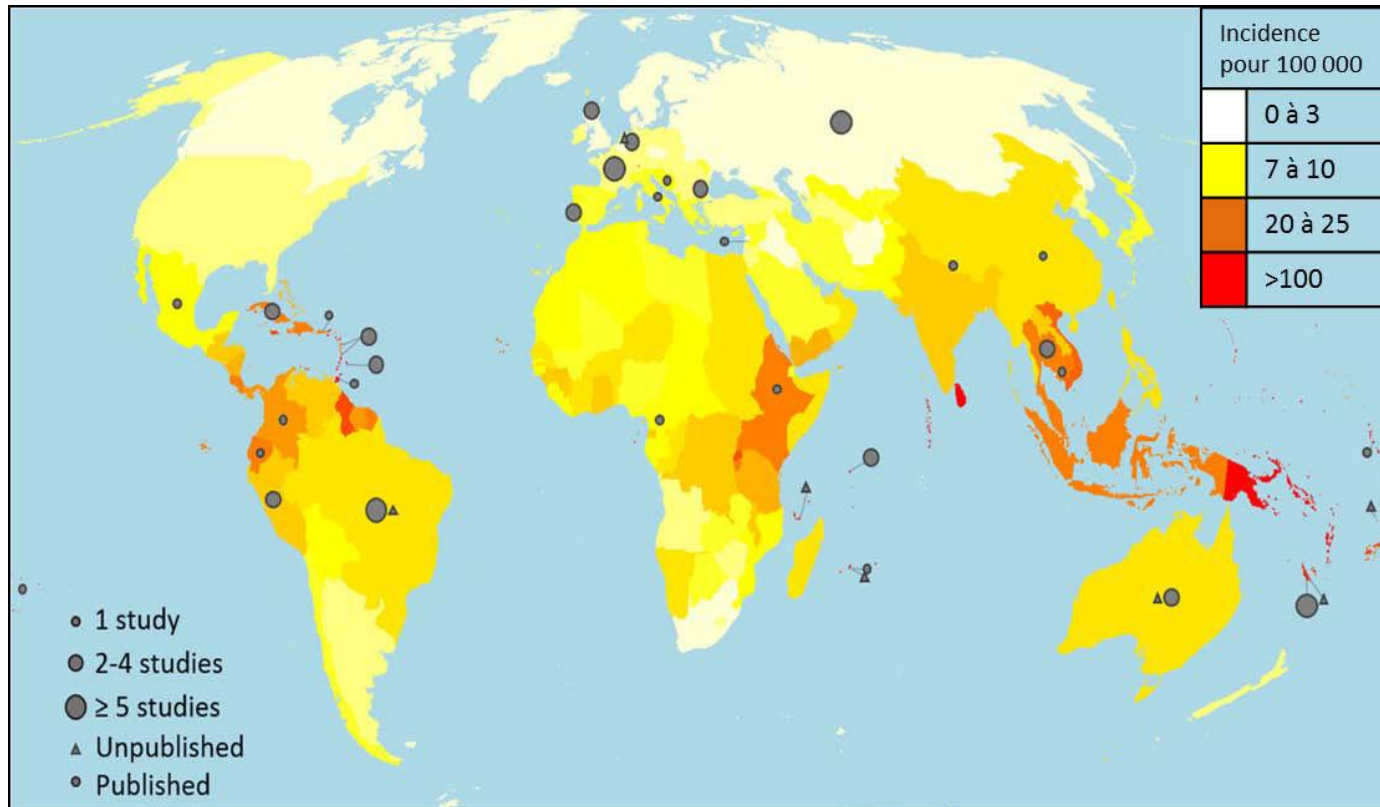 Incidence
pour 100 000
0 à 3
7 à 10
20 à 25
>100
1 study
2-4 studies
≥ 5 studies
Unpublished
Published